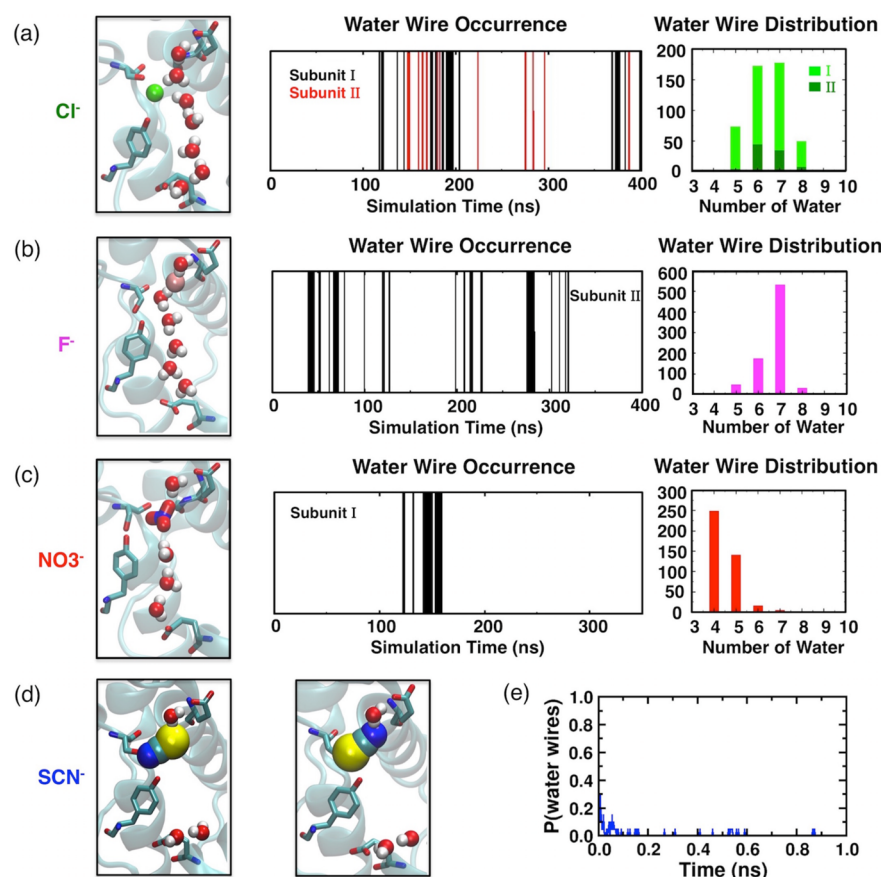 (a)
Cl-
Water Wire Occurrence
Subunit I
Subunit II
0 100 200 300 400
Simulation Time (ns)
Water Wire Distribution
200
150
100
50
0
I
II
3 4 5 6 7 8 9 10
Number of Water
(b)
F-
Water Wire Occurrence
Subunit II
0 100 200 300 400
Simulation Time (ns)
Water Wire Distribution
600
500
400
300
200
100
0
3 4 5 6 7 8 9 10
Number of Water
(c)
NO3-
Water Wire Occurrence
Subunit I
0 100 200 300
Simulation Time (ns)
Water Wire Distribution
300
250
200
150
100
50
0
3 4 5 6 7 8 9 10
Number of Water
(d)
SCN-
(e)
P(water wires)
1.0
0.8
0.6
0.4
0.2
0.0
0.0 0.2 0.4 0.6 0.8 1.0
Time (ns)